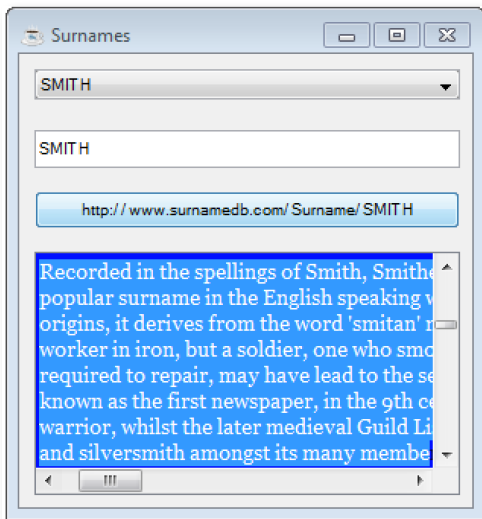 Surnames
SMITH
SMITH
http://www.surnamedb.com/Surname/SMITH
Recorded in the spellings of Smith, Smithe
popular surname in the English speaking
origins, it derives from the word 'smitan'
worker in iron, but a soldier, one who smo
required to repair, may have lead to the se
known as the first newspaper, in the 9th ce
warrior, whilst the later medieval Guild Li
and silversmith amongst its many membe